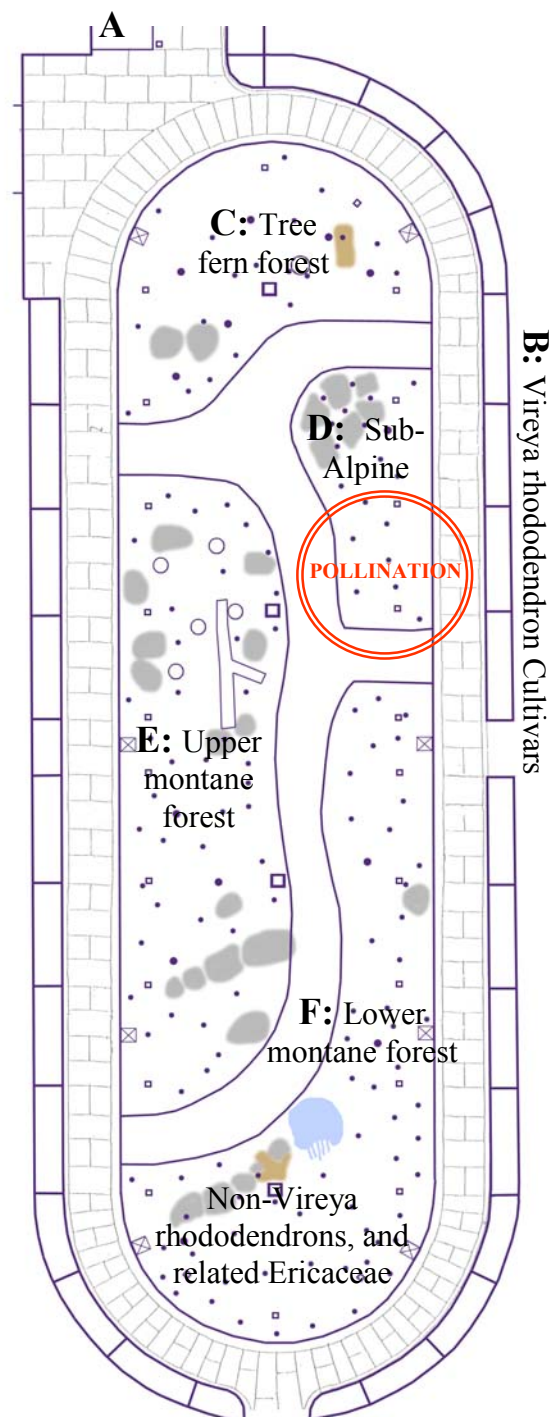 A
C: Tree
fern forest
B: Vireya rhododendron Cultivars
D: Sub-
Alpine
POLLINATION
E: Upper
montane
forest
F: Lower
montane forest
Non-Vireya
rhododendrons, and
related Ericaceae